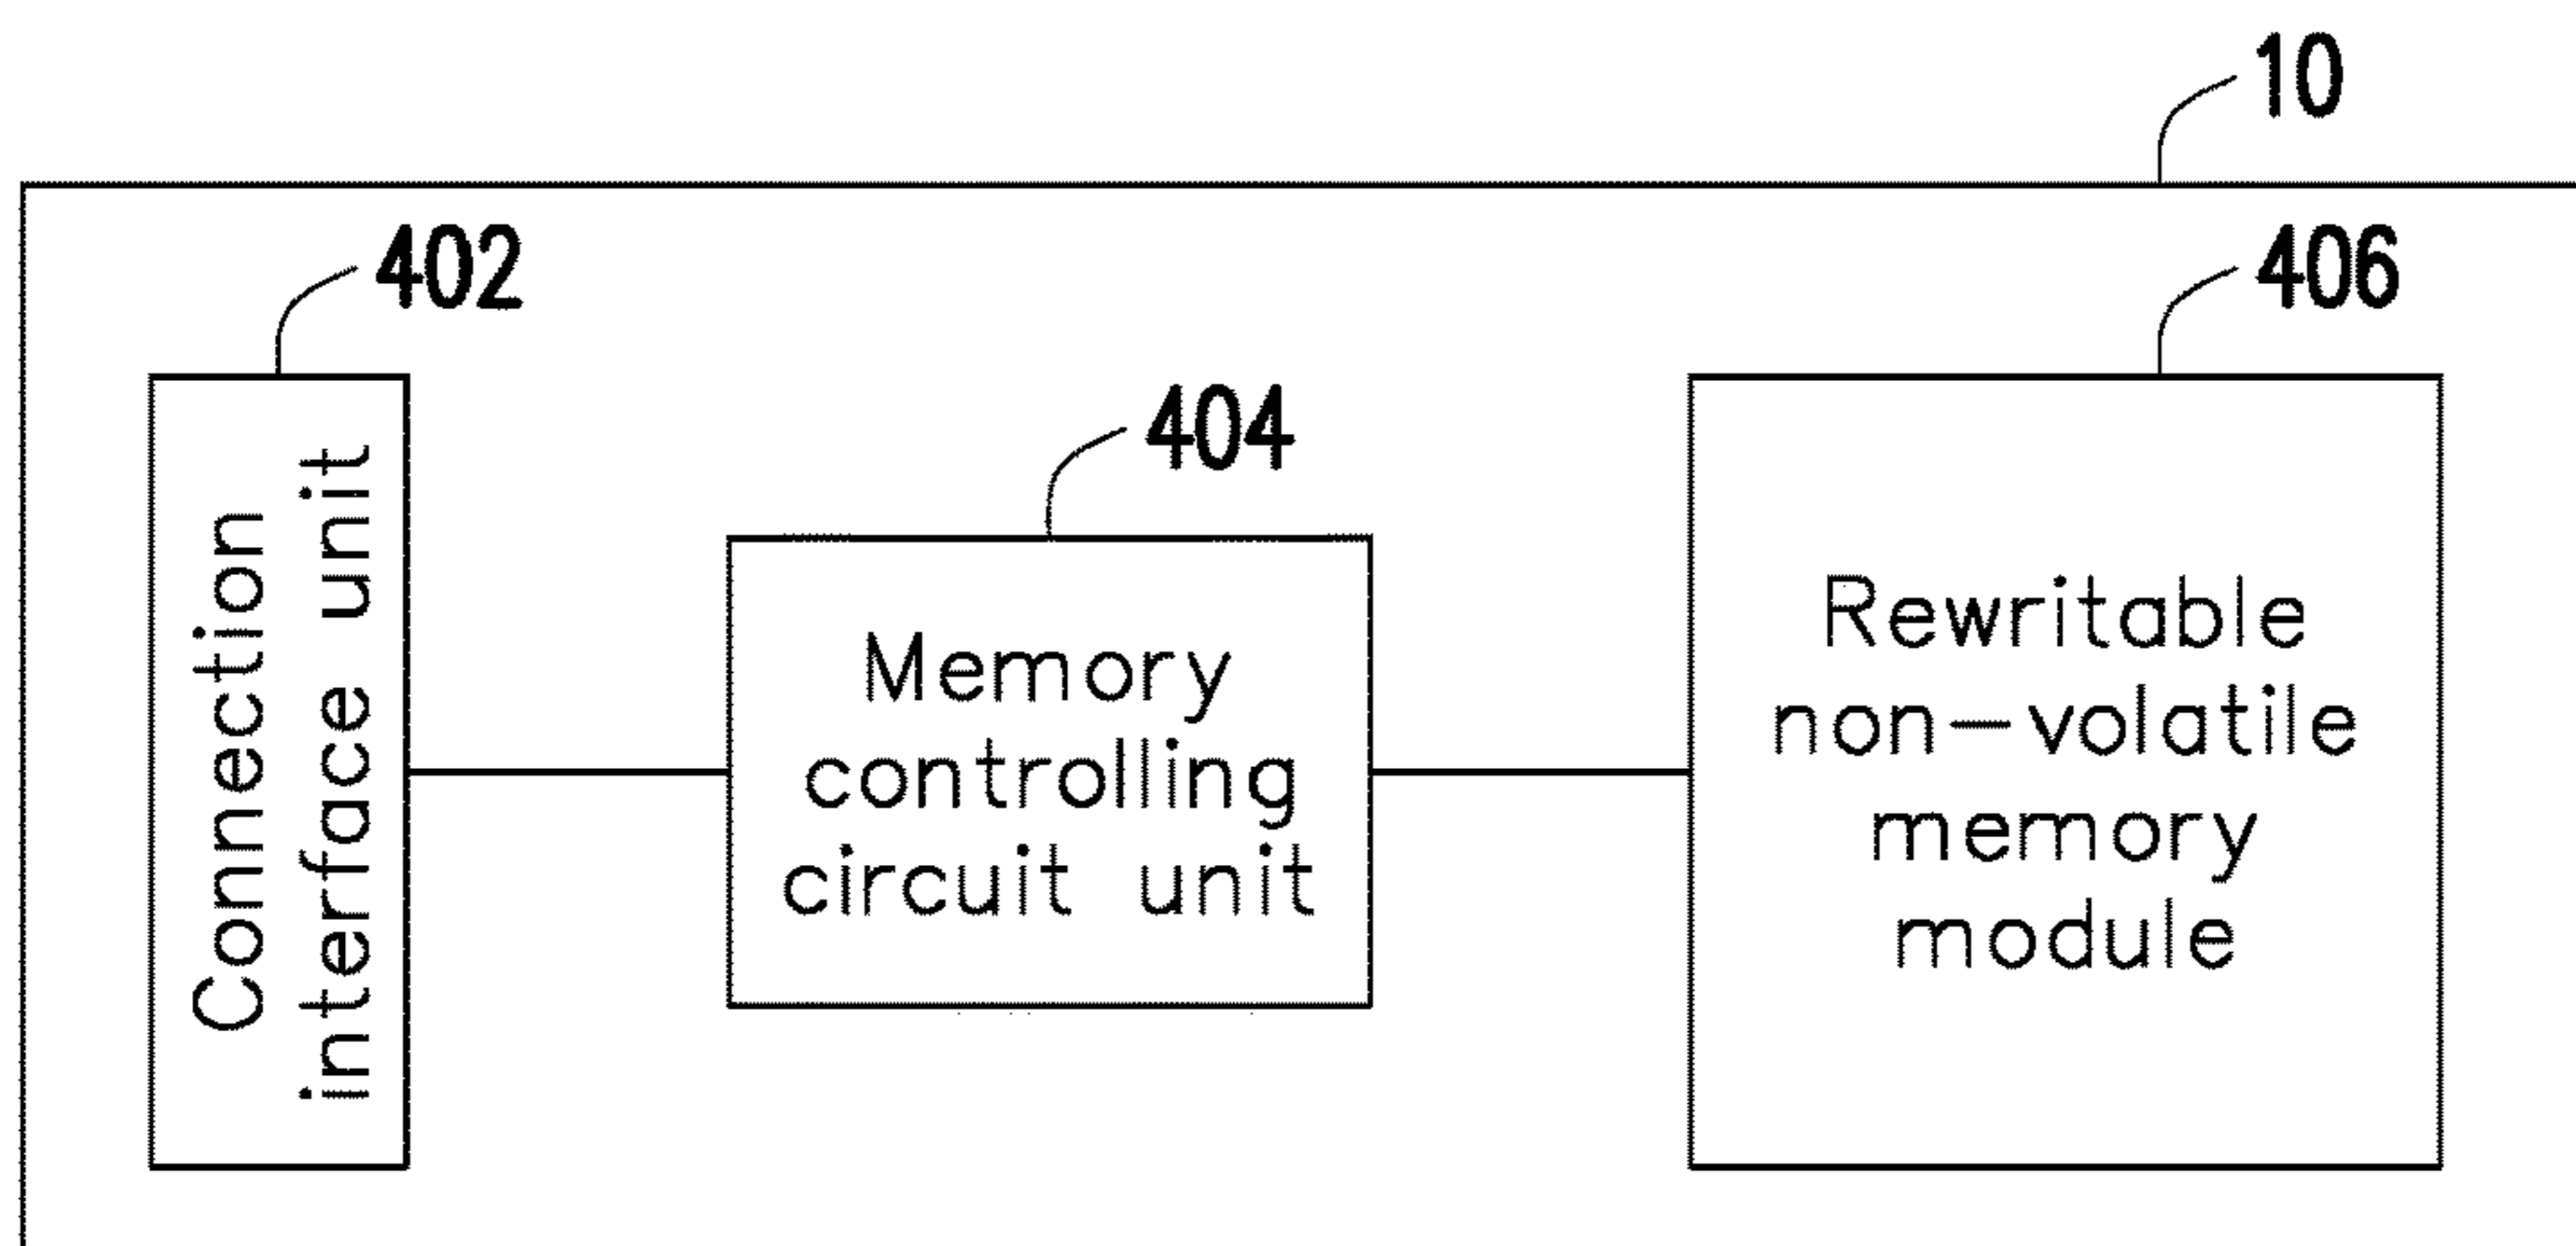 10
402
Connection
interface unit
404
Memory
controlling
circuit unit
406
Rewritable
non-volatile
memory
module